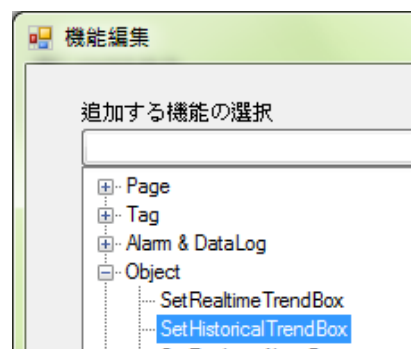 機能編集
追加する機能の選択
Page
Tag
Alarm & DataLog
Object
SetRealtimeTrendBox
SetHistoricalTrendBox